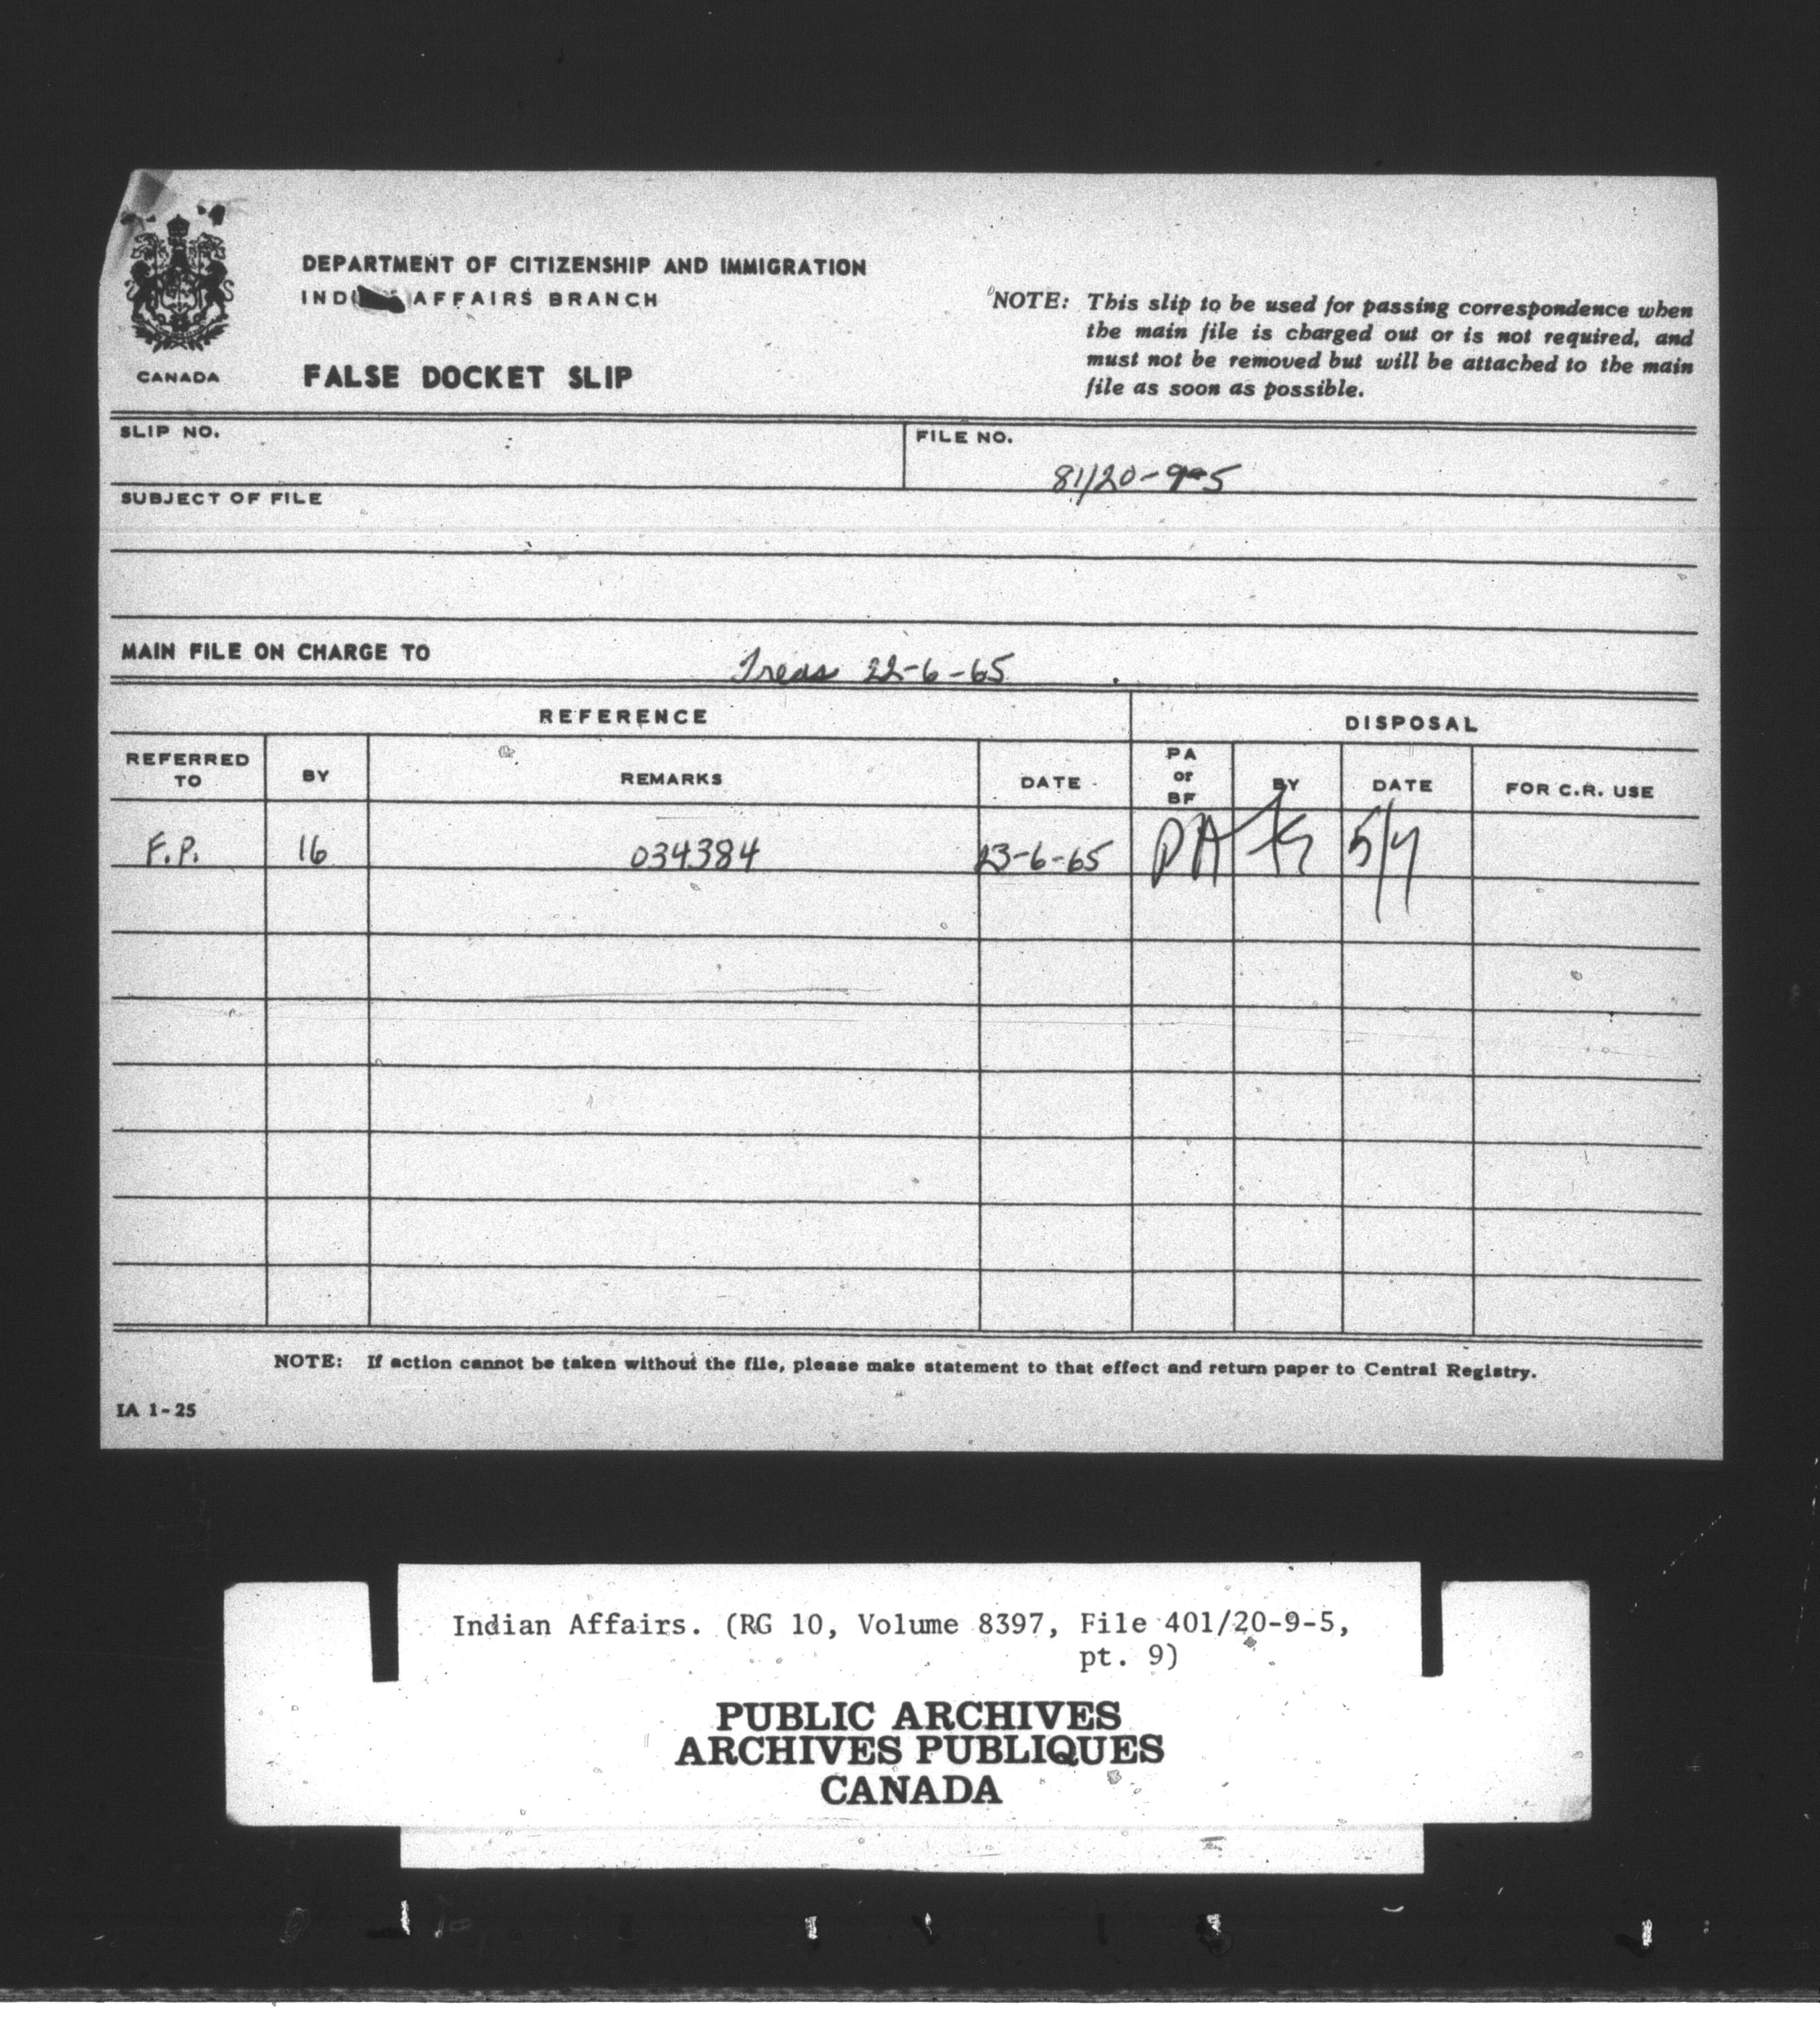 DEPARTMENT OF CITIZENSHIP AND IMMIGRATION
AFFAIRS BRANCH
CANADA
FALSE DOCKET SLIP
NOTE: This slip to be used for passing correspondence when
the main file is charged out or is not required, and
must not be removed but will be attached to the main
file as soon as possible.
SLIP NO.
FILE NO.
81/20-9-5
SUBJECT OF FILE
MAIN FILE ON CHARGE TO Treas 22-6-65
REFERENCE DISPOSAL
REFERRED TO BY REMARKS DATE PA or BF BY DATE FOR C.R. USE
F.P. 16 034384 23-6-65 PA
NOTE: If action cannot be taken without the file, please make statement to that effect and return paper to Central Registry.
IA 1-25
Indian Affairs. (RG 10, Volume 8397, File 401/20-9-5,
pt. 9)
PUBLIC ARCHIVES
ARCHIVES PUBLIQUES
CANADA